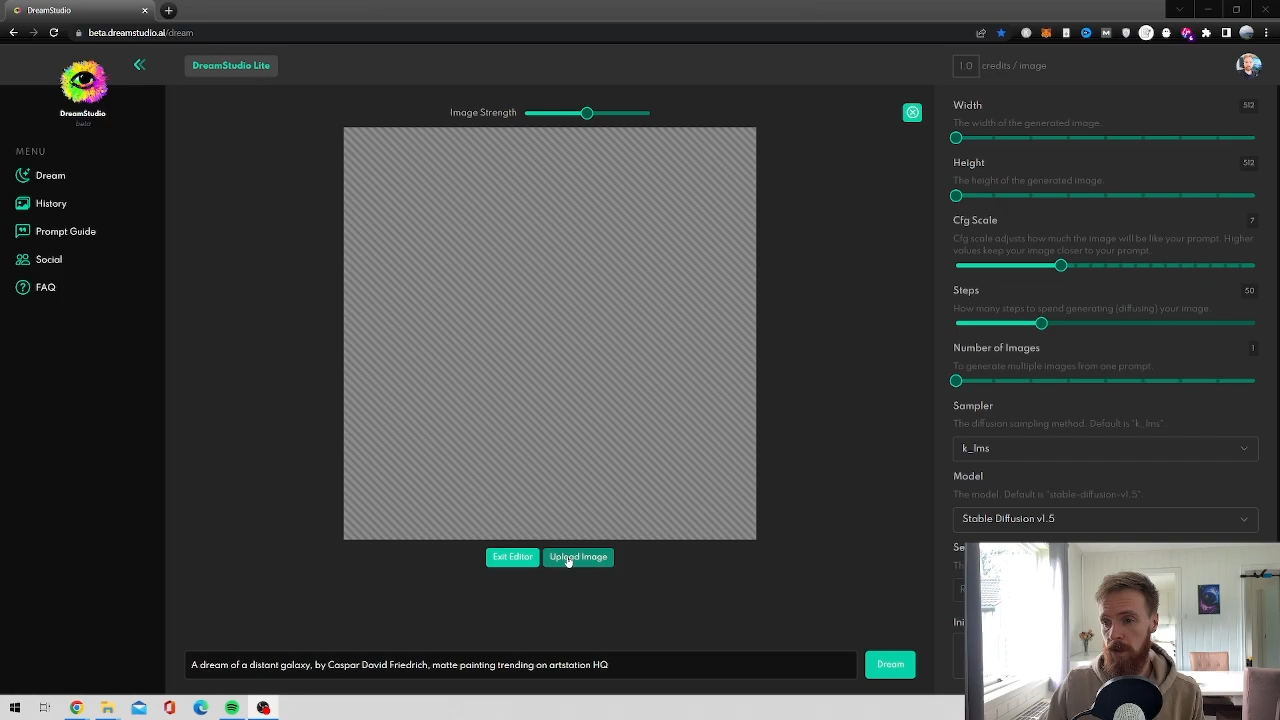 DreamStudio
beta.dreamstudio.ai/dream
DreamStudio
beta
DreamStudio Lite
1.0 credits / image
MENU
Dream
History
Prompt Guide
Social
FAQ
Image Strength
Exit Editor
Upload Image
A dream of a distant galaxy, by Caspar David Friedrich, matte painting trending on artstation HQ
Dream
Width
512
The width of the generated image.
Height
512
The height of the generated image.
Cfg Scale
7
Cfg scale adjusts how much the image will be like your prompt. Higher
values keep your image closer to your prompt.
Steps
50
How many steps to spend generating (diffusing) your image.
Number of Images
1
To generate multiple images from one prompt.
Sampler
The diffusion sampling method. Default is "k_lms".
k_lms
Model
The model. Default is "stable-diffusion-v1.5".
Stable Diffusion v1.5